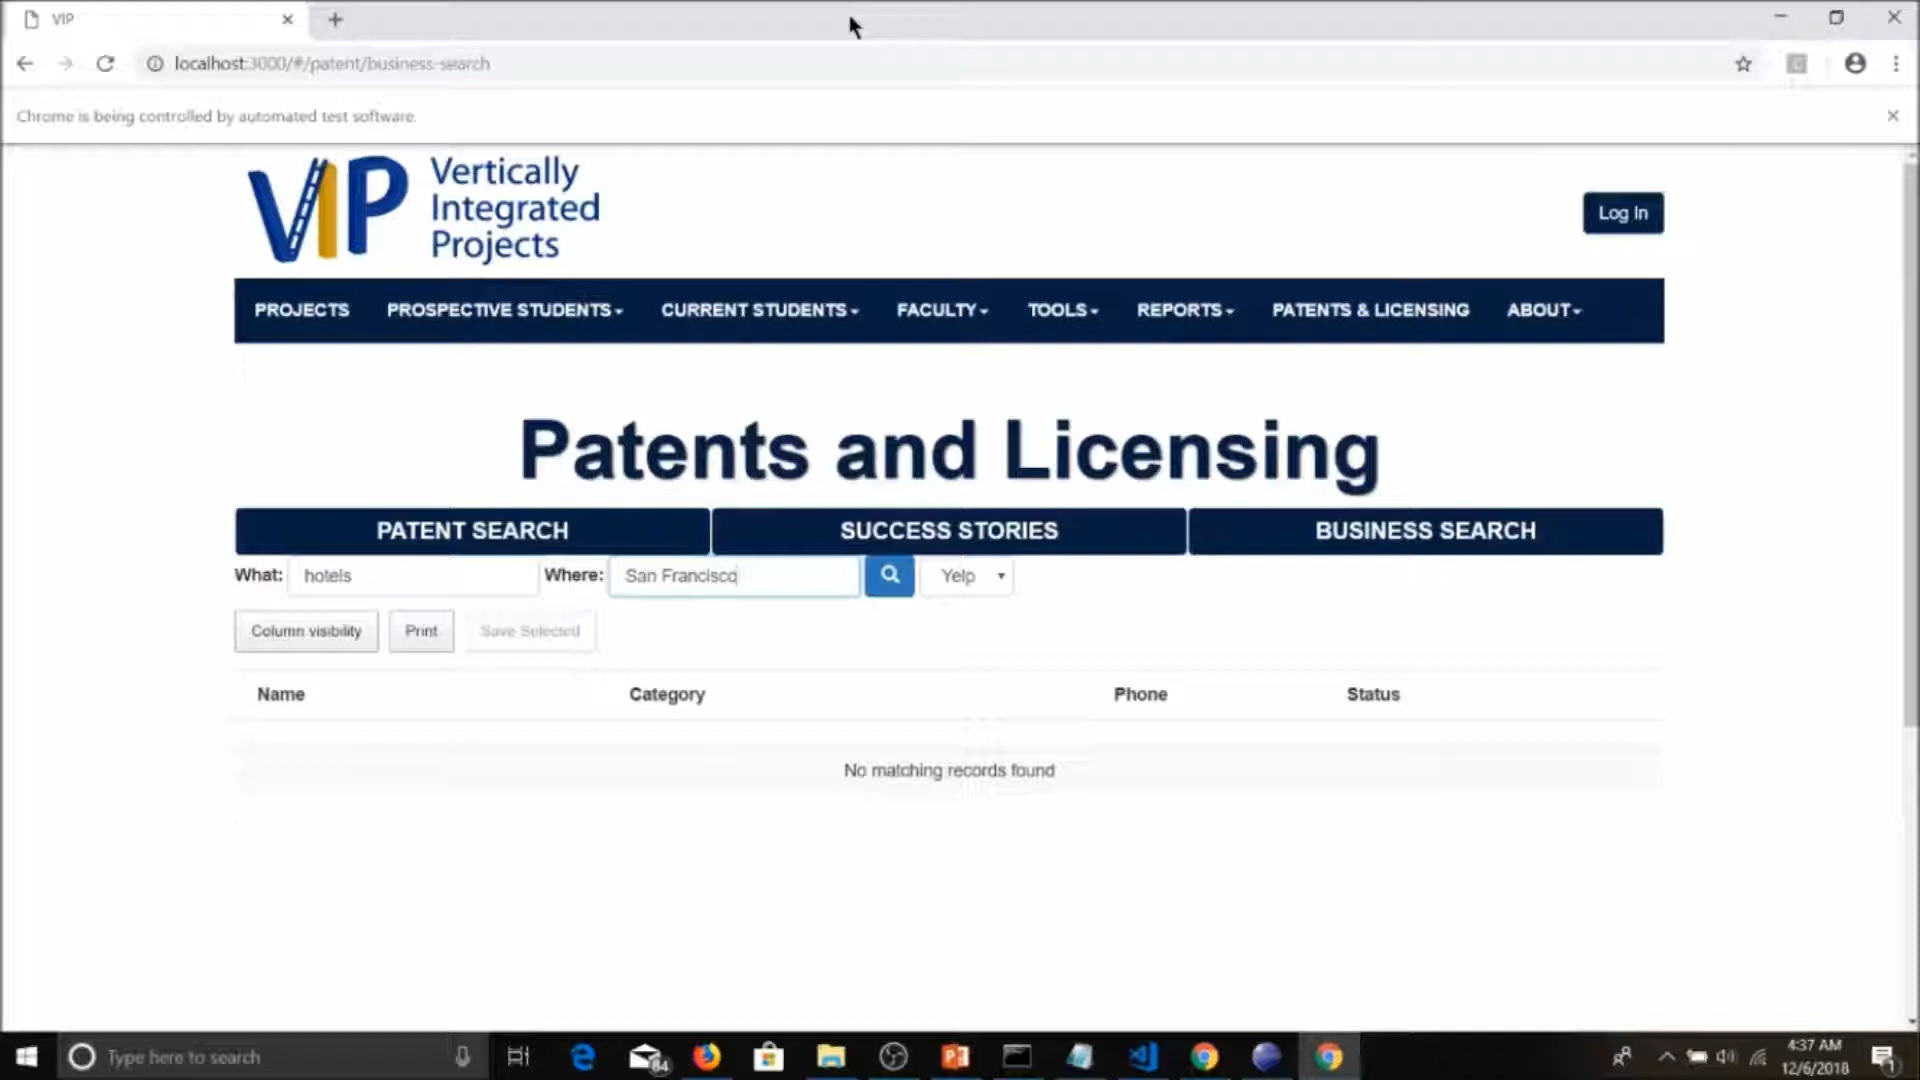 VIP
localhost:3000/#/patent/business-search
Chrome is being controlled by automated test software.
VIP
Vertically
Integrated
Projects
Log In
PROJECTS PROSPECTIVE STUDENTS CURRENT STUDENTS FACULTY TOOLS REPORTS PATENTS & LICENSING ABOUT
Patents and Licensing
PATENT SEARCH SUCCESS STORIES BUSINESS SEARCH
What: hotels Where: San Francisco Yelp
Column visibility Print Save Selected
Name Category Phone Status
No matching records found
Type here to search
84
4:37 AM
12/6/2018
1